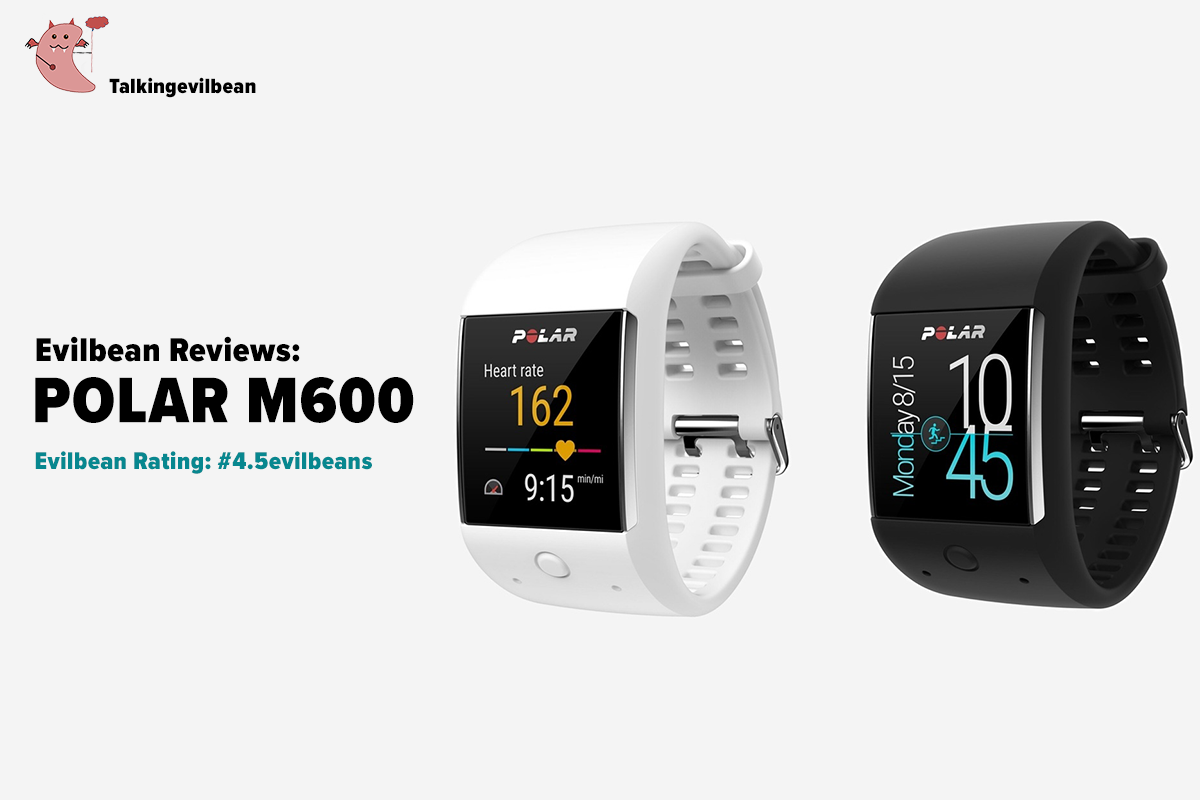 Talkingevilbean
Evilbean Reviews:
POLAR M600
Evilbean Rating: #4.5evilbeans
POLAR
Heart rate
162
9:15 min/mi
POLAR
Monday 8/15
10
45